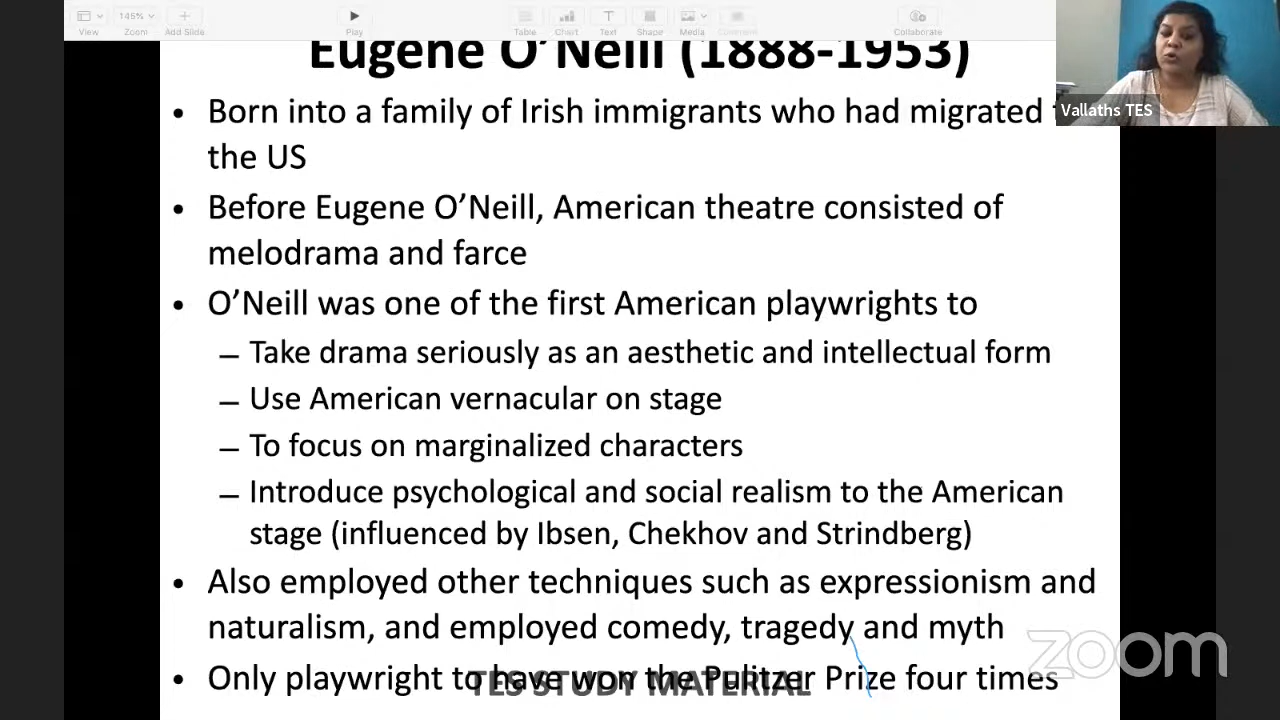 145%
View
Zoom
Add Slide
Play
Table
Chart
Text
Shape
Media
Comment
Collaborate
Eugene O'Neill (1888-1953)
Vallaths TES
• Born into a family of Irish immigrants who had migrated
the US
• Before Eugene O'Neill, American theatre consisted of
melodrama and farce
• O'Neill was one of the first American playwrights to
– Take drama seriously as an aesthetic and intellectual form
– Use American vernacular on stage
– To focus on marginalized characters
– Introduce psychological and social realism to the American
stage (influenced by Ibsen, Chekhov and Strindberg)
• Also employed other techniques such as expressionism and
naturalism, and employed comedy, tragedy and myth
zoom
• Only playwright to have won the Pulitzer Prize four times
TES STUDY MATERIAL